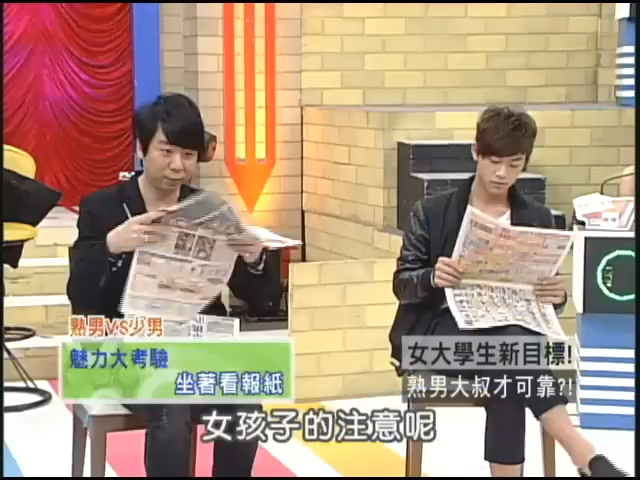 熟男VS少男
魅力大考驗
坐著看報紙
女大學生新目標!
熟男大叔才可靠?!
女孩子的注意呢